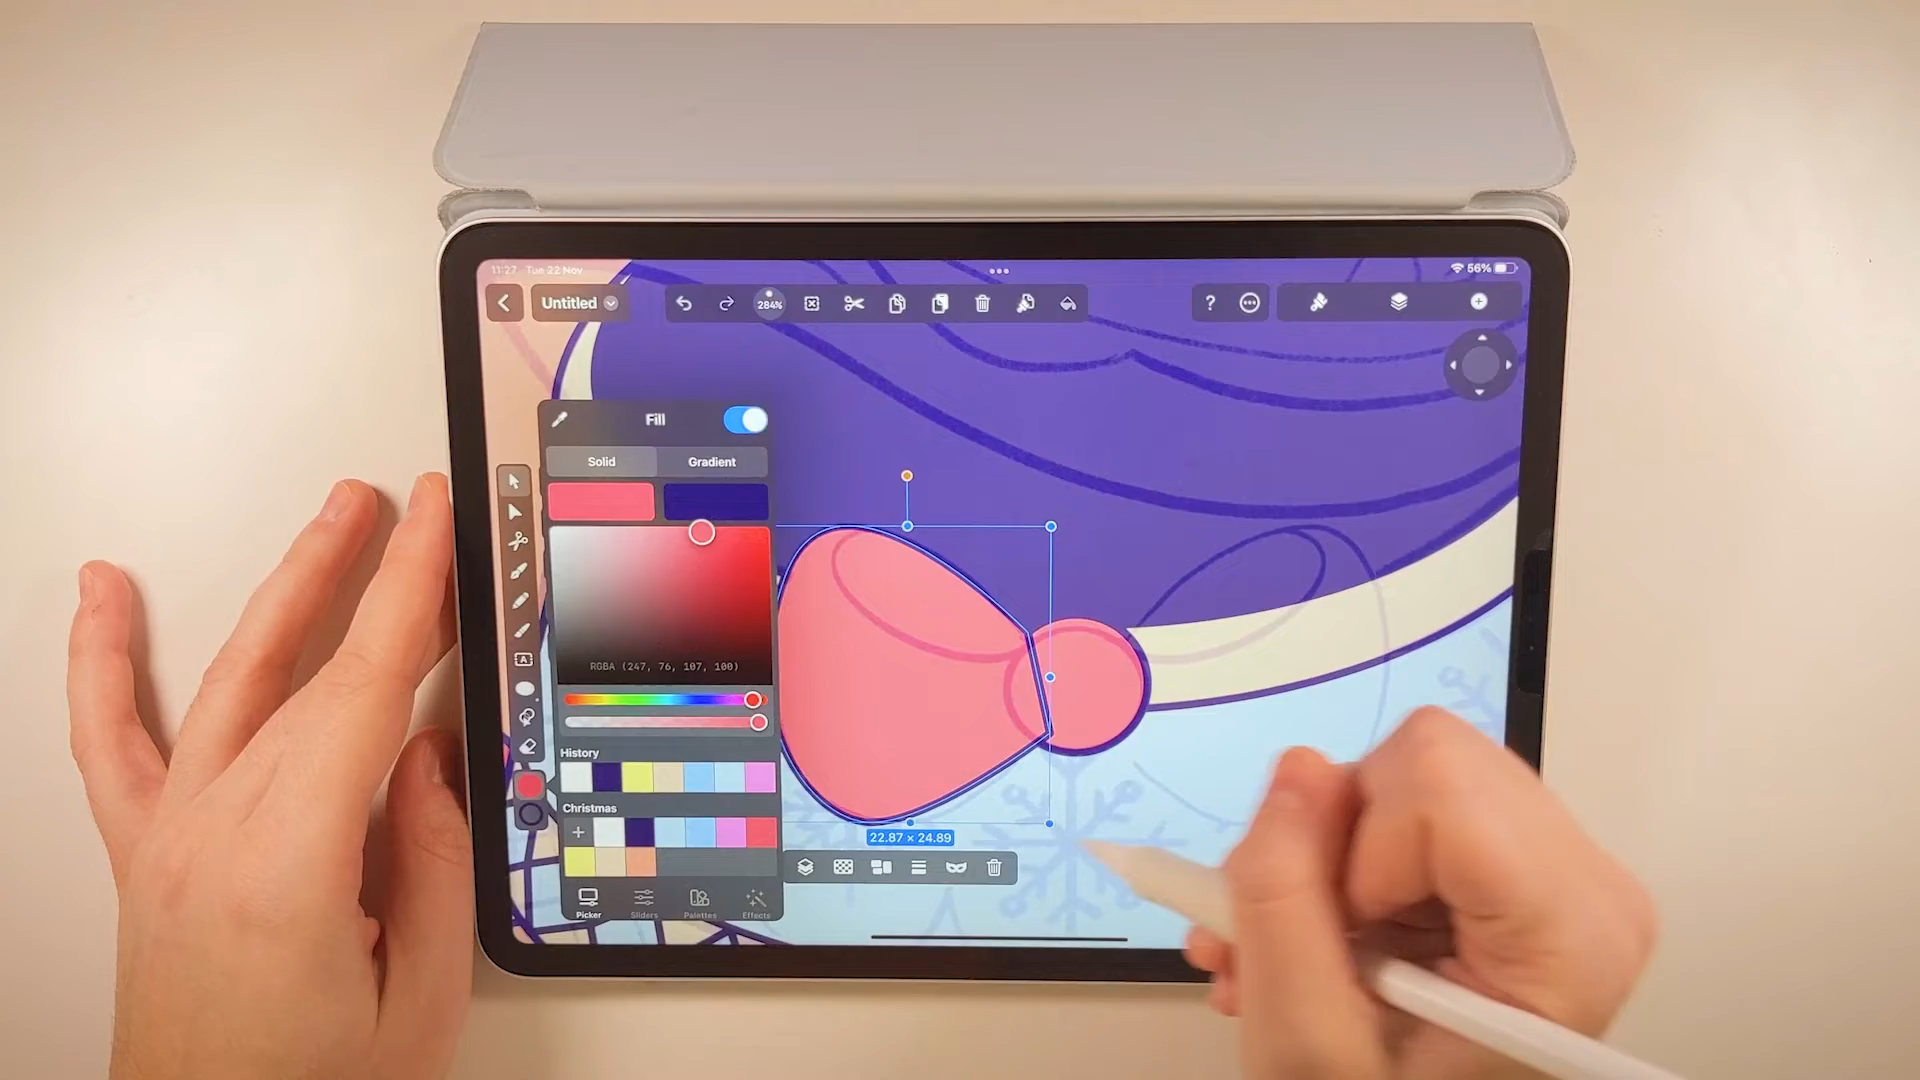 11:27 Tue 22 Nov
56%
Untitled
284%
?
Fill
Solid
Gradient
RGBA (247, 76, 107, 100)
History
Christmas
22.87 × 24.89
Picker
Sliders
Palettes
Effects